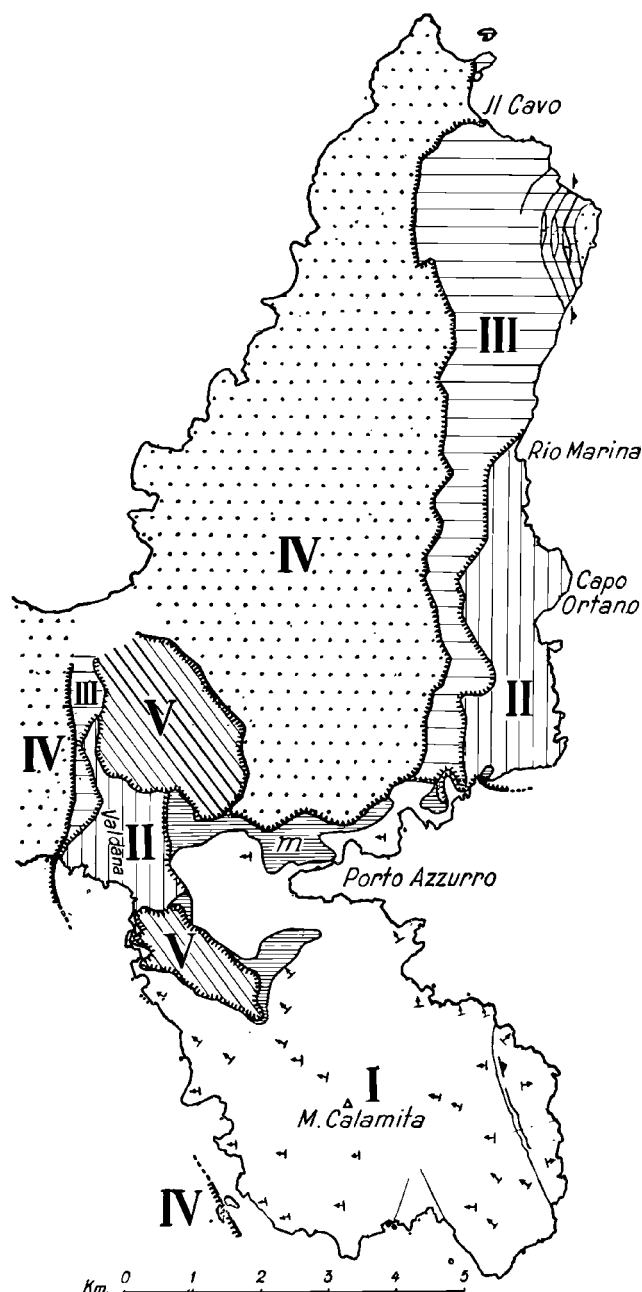 Il Cavo
III
Rio Marina
IV
Capo
Ortano
III
V
IV
II
II
Valdana
m
Porto Azzurro
V
I
M. Calamita
IV
Km. 0 1 2 3 4 5